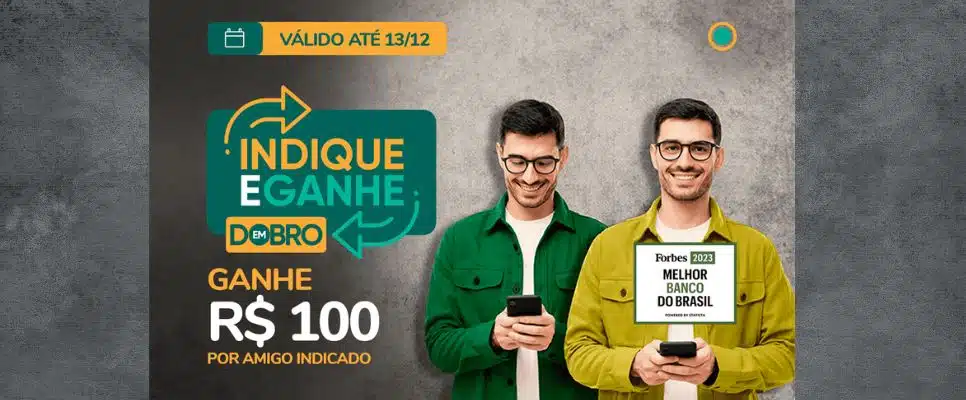 VÁLIDO ATÉ 13/12
INDIQUE
E GANHE
EM DOBRO
GANHE
R$ 100
POR AMIGO INDICADO
Forbes 2023
MELHOR
BANCO
DO BRASIL
POWERED BY STATISTA